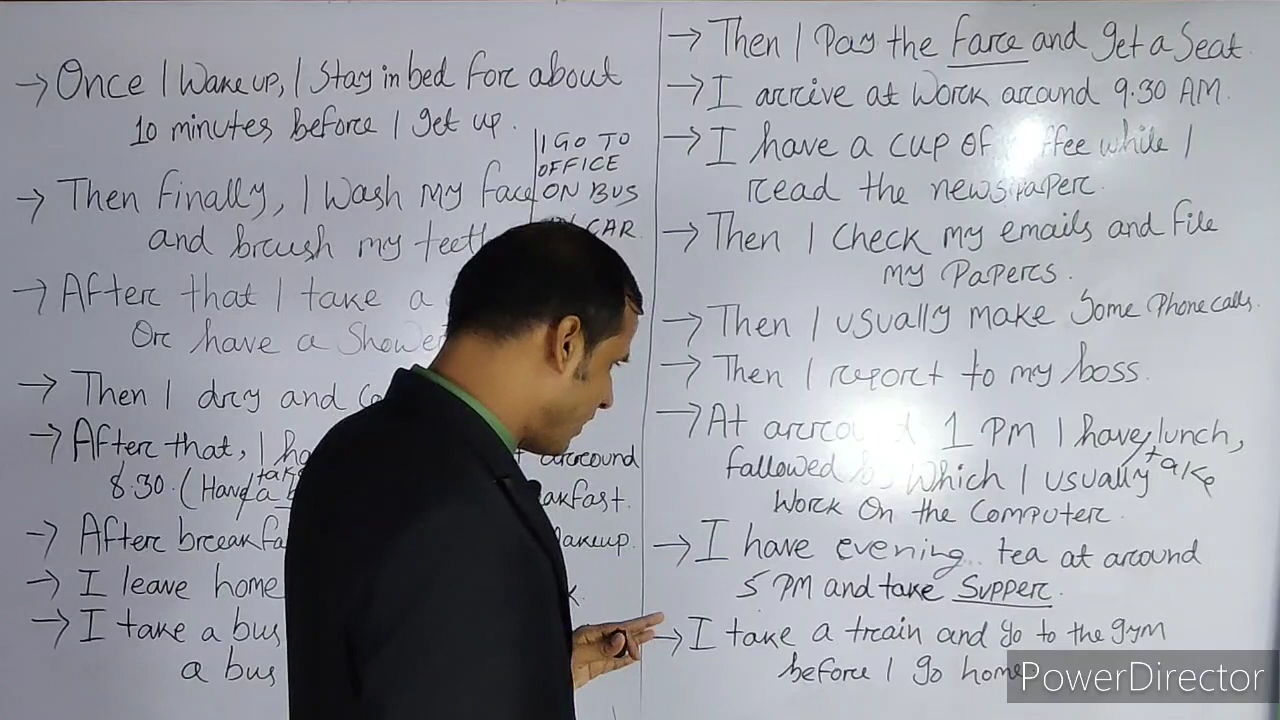 → Once I Wake up, I Stay in bed For about
10 minutes before I get up.
→ Then Finally, I Wash My Face
and brush my teeth
→ After that I take a
Or have a Shower
→ Then I dry and
→ After that, I
arround
8.30. (Have a
take
akfast.
→ After breakfa
Makeup.
→ I leave home
k.
→ I take a bus
a bus
I GO TO
OFFICE
ON BUS
CAR
→ Then I Pay the Fare and get a Seat.
→ I arrive at Work around 9.30 AM.
→ I have a cup of ffee while I
read the newspaper.
→ Then I Check my emails and File
my Papers.
→ Then I usually make Some Phone calls.
→ Then I report to my boss.
→ At arrou d 1 PM I have lunch,
take
fallowed b Which I usually
Work On the Computer.
→ I have evening.. tea at around
5 PM and take Supper.
→ I take a train and go to the gym
before I go home
PowerDirector